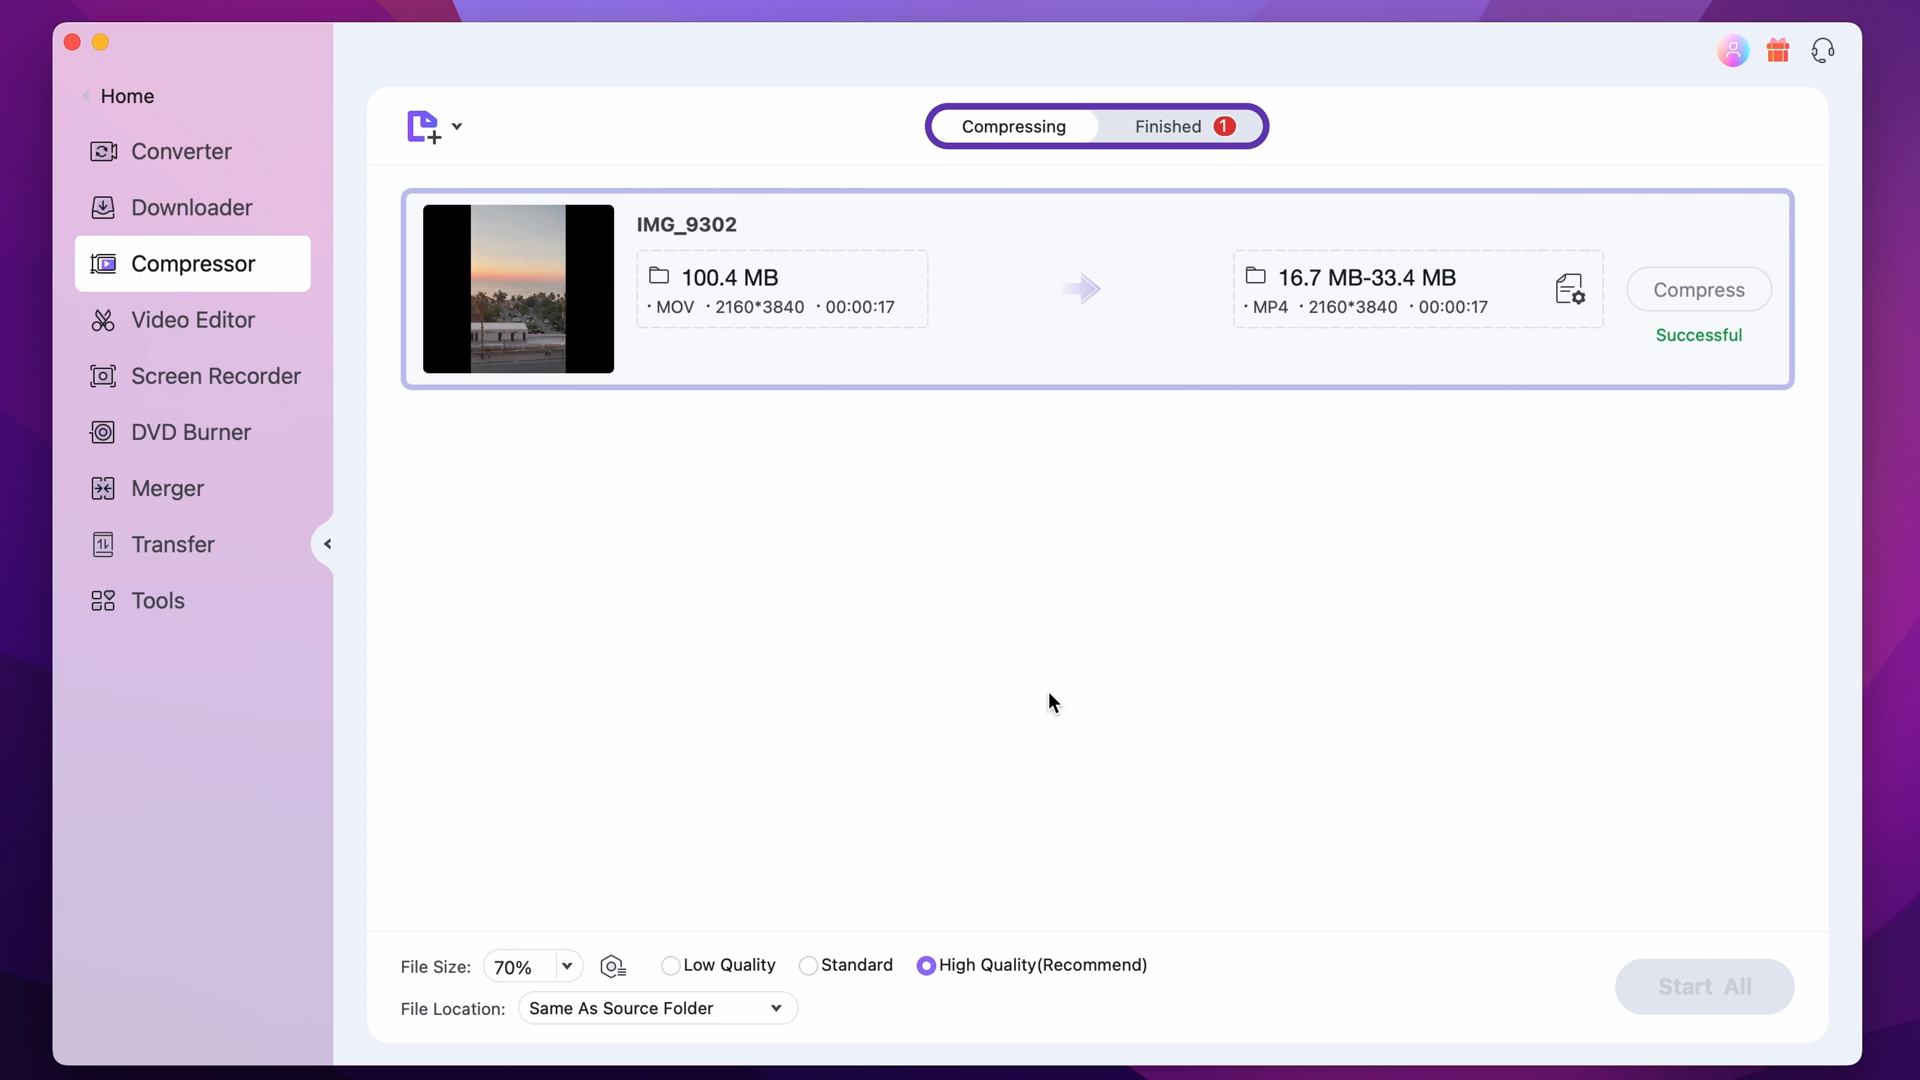 Home
Converter
Downloader
Compressor
Video Editor
Screen Recorder
DVD Burner
Merger
Transfer
Tools
Compressing
Finished 1
IMG_9302
100.4 MB
· MOV · 2160*3840 · 00:00:17
16.7 MB-33.4 MB
· MP4 · 2160*3840 · 00:00:17
Compress
Successful
File Size: 70% Low Quality Standard High Quality(Recommend)
File Location: Same As Source Folder
Start All